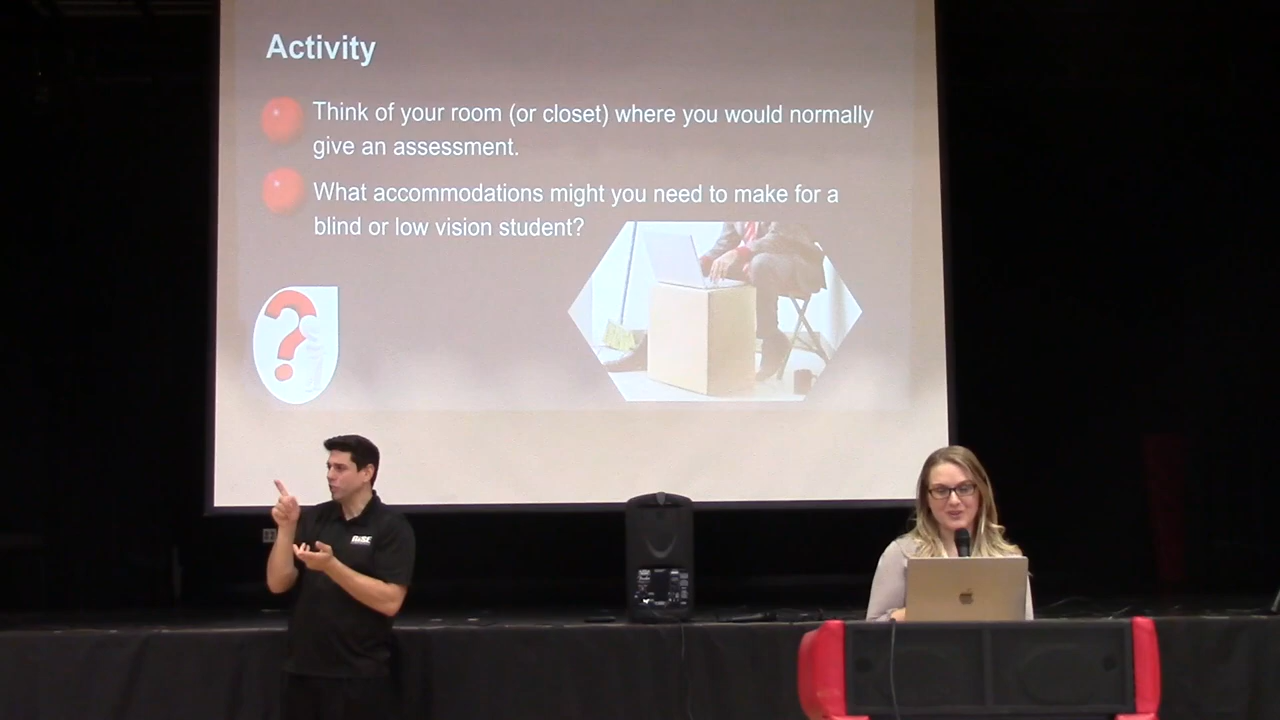 Activity
Think of your room (or closet) where you would normally
give an assessment.
What accommodations might you need to make for a
blind or low vision student?
?
RISE